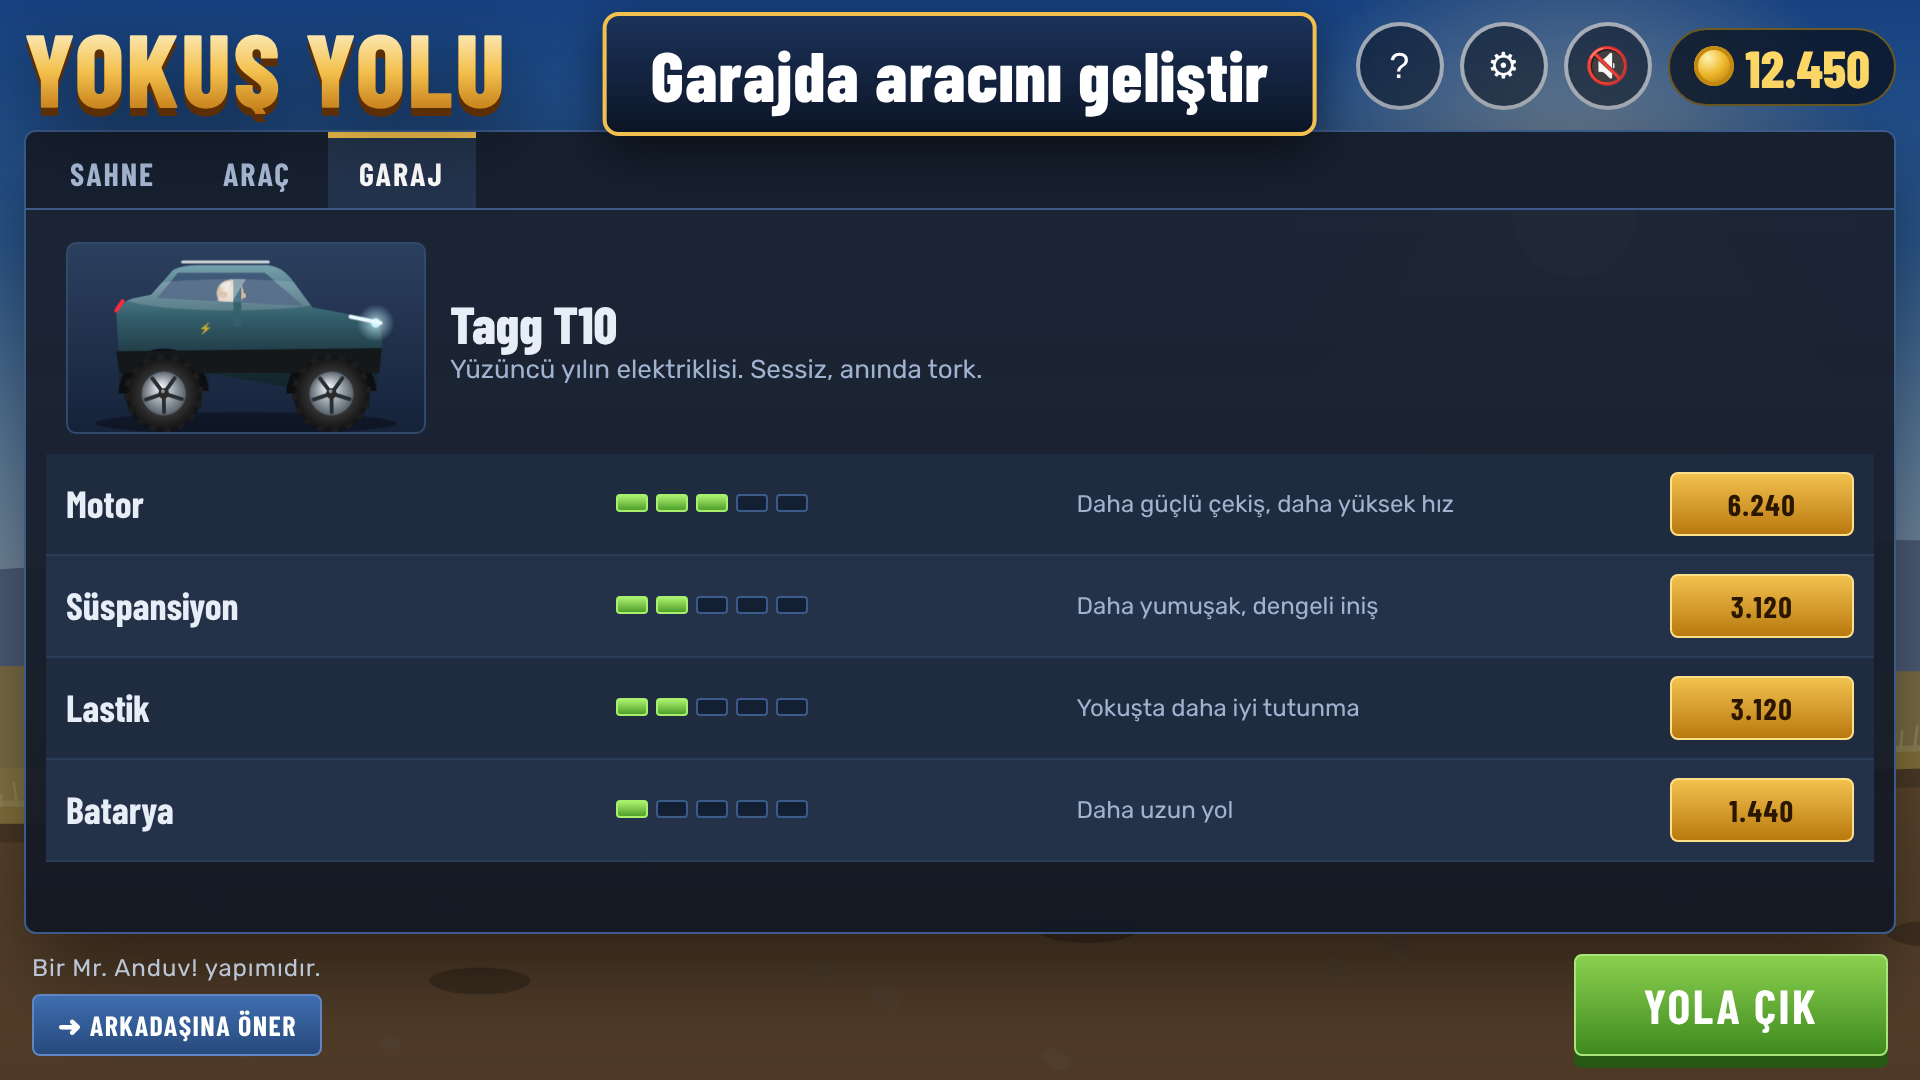 YOKUŞ YOLU
Garajda aracını geliştir
?
12.450
SAHNE
ARAÇ
GARAJ
Tagg T10
Yüzüncü yılın elektriklisi. Sessiz, anında tork.
Motor
Daha güçlü çekiş, daha yüksek hız
6.240
Süspansiyon
Daha yumuşak, dengeli iniş
3.120
Lastik
Yokuşta daha iyi tutunma
3.120
Batarya
Daha uzun yol
1.440
Bir Mr. Anduv! yapımıdır.
➜ ARKADAŞINA ÖNER
YOLA ÇIK